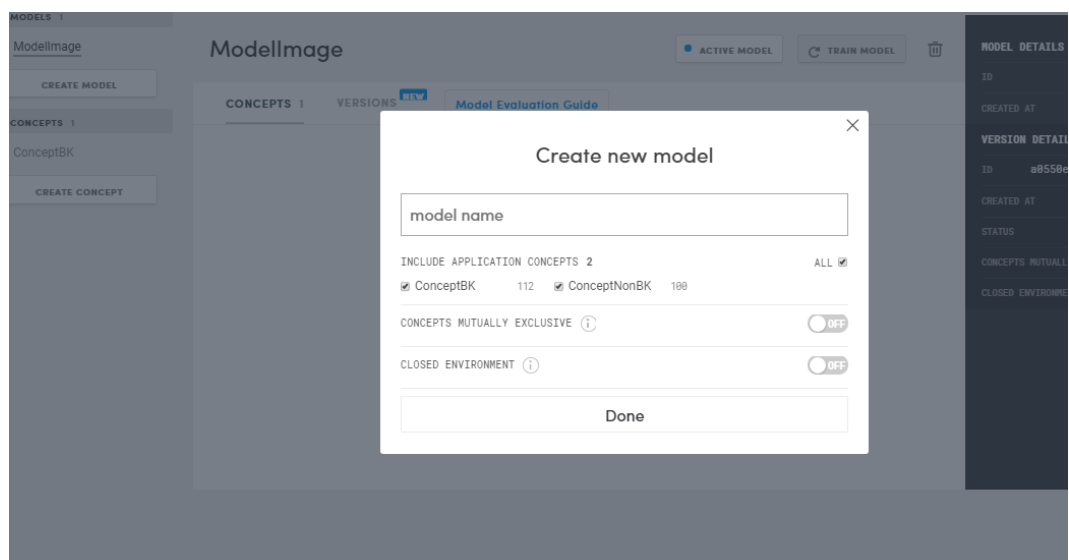 MODELS 1
ModelImage
CREATE MODEL
CONCEPTS 1
ConceptBK
CREATE CONCEPT
ModelImage
ACTIVE MODEL
TRAIN MODEL
CONCEPTS 1
VERSIONS NEW
Model Evaluation Guide
Create new model
model name
INCLUDE APPLICATION CONCEPTS 2
ALL
ConceptBK 112 ConceptNonBK 100
CONCEPTS MUTUALLY EXCLUSIVE i OFF
CLOSED ENVIRONMENT i OFF
Done
MODEL DETAILS
ID
CREATED AT
VERSION DETAIL
ID a0550e
CREATED AT
STATUS
CONCEPTS MUTUALL
CLOSED ENVIRONME